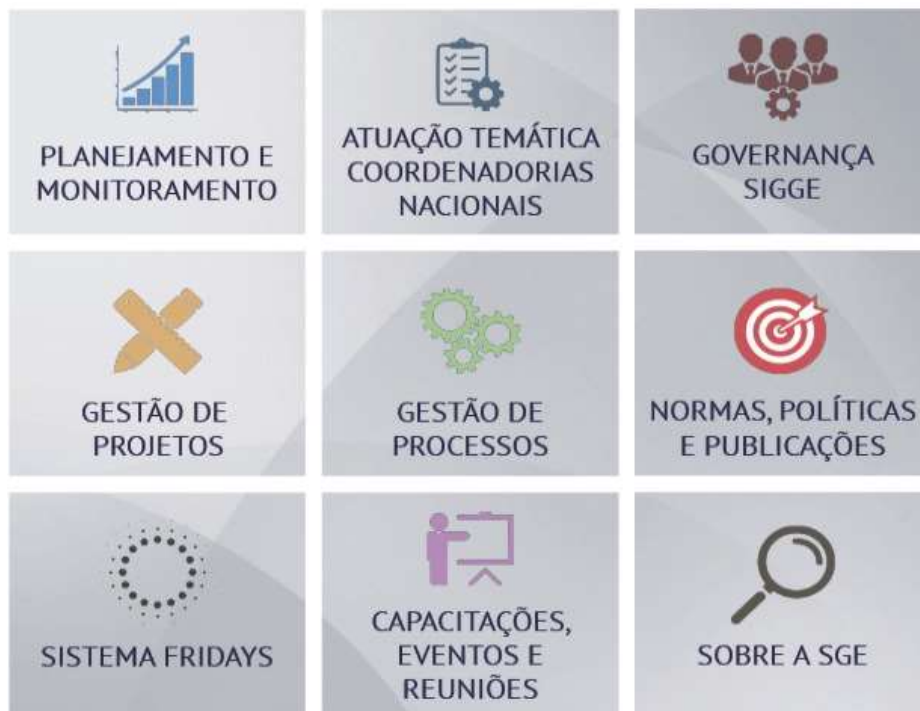 PLANEJAMENTO E
MONITORAMENTO
ATUAÇÃO TEMÁTICA
COORDENADORIAS
NACIONAIS
GOVERNANÇA
SIGGE
GESTÃO DE
PROJETOS
GESTÃO DE
PROCESSOS
NORMAS, POLÍTICAS
E PUBLICAÇÕES
SISTEMA FRIDAYS
CAPACITAÇÕES,
EVENTOS E
REUNIÕES
SOBRE A SGE